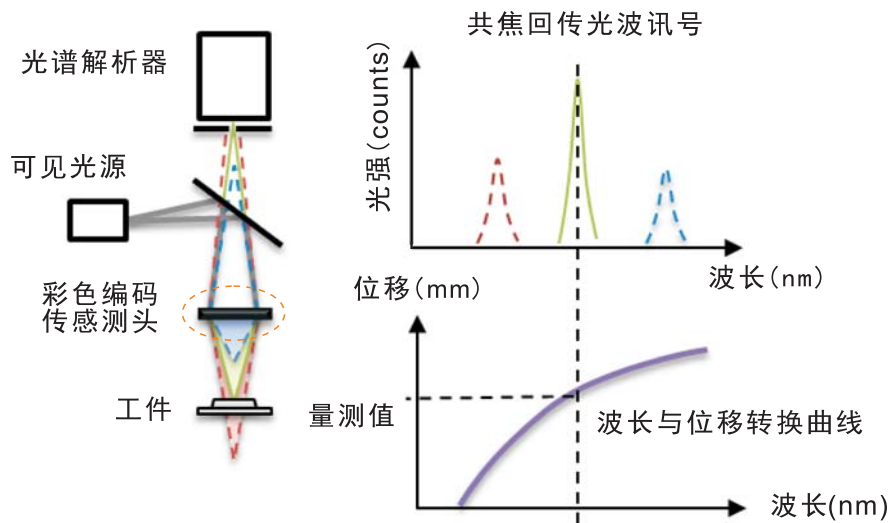 共焦回传光波讯号
光谱解析器
光强(counts)
可见光源
波长(nm)
彩色编码
传感测头
位移(mm)
工件
量测值
波长与位移转换曲线
波长(nm)